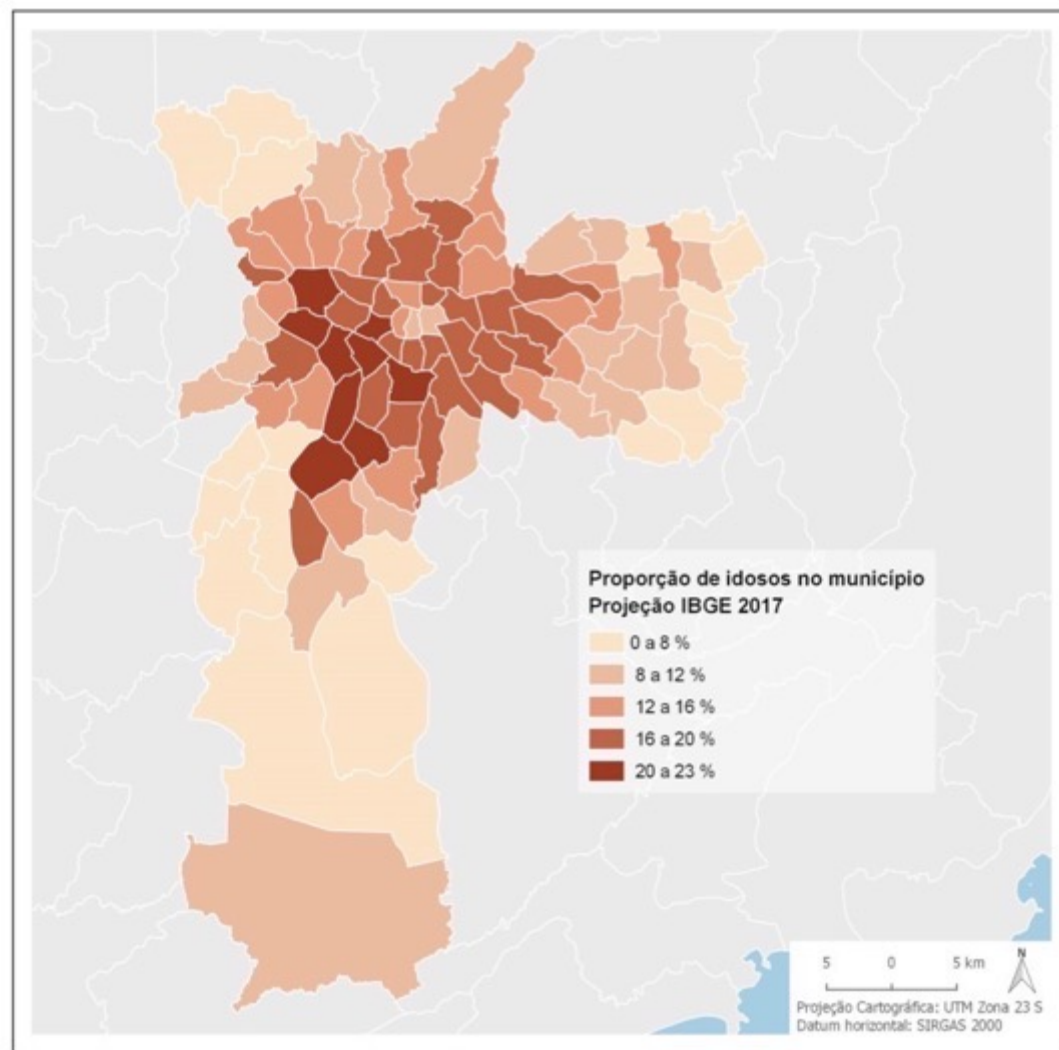 Proporção de idosos no município
Projeção IBGE 2017
0 a 8 %
8 a 12 %
12 a 16 %
16 a 20 %
20 a 23 %
5 0 5 km
N
Projeção Cartográfica: UTM Zona 23 S
Datum horizontal: SIRGAS 2000